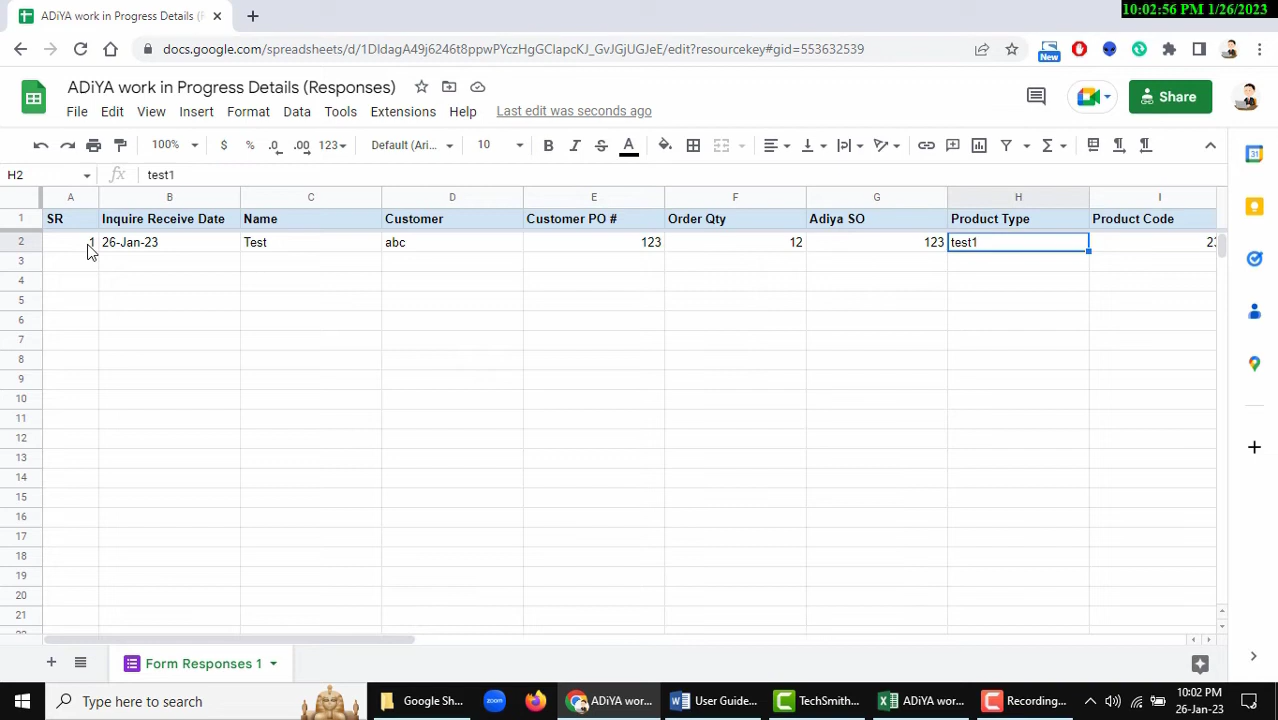 10:02:56 PM 1/26/2023
ADiYA work in Progress Details (R
docs.google.com/spreadsheets/d/1DIdagA49j6246t8ppwPYczHgGClapcKJ_GvJGjUGJeE/edit?resourcekey#gid=553632539
New
ADiYA work in Progress Details (Responses)
File Edit View Insert Format Data Tools Extensions Help Last edit was seconds ago
Share
100% $ % .0 .00 123 Default (Ari... 10 B I S A
H2 fx test1
A B C D E F G H I
1 SR Inquire Receive Date Name Customer Customer PO # Order Qty Adiya SO Product Type Product Code
2 1 26-Jan-23 Test abc 123 12 123 test1 23
3
4
5
6
7
8
9
10
11
12
13
14
15
16
17
18
19
20
21
Form Responses 1
Type here to search
zoom
Google Sh...
ADiYA wor...
User Guide...
TechSmith...
ADiYA wor...
Recording...
10:02 PM
26-Jan-23